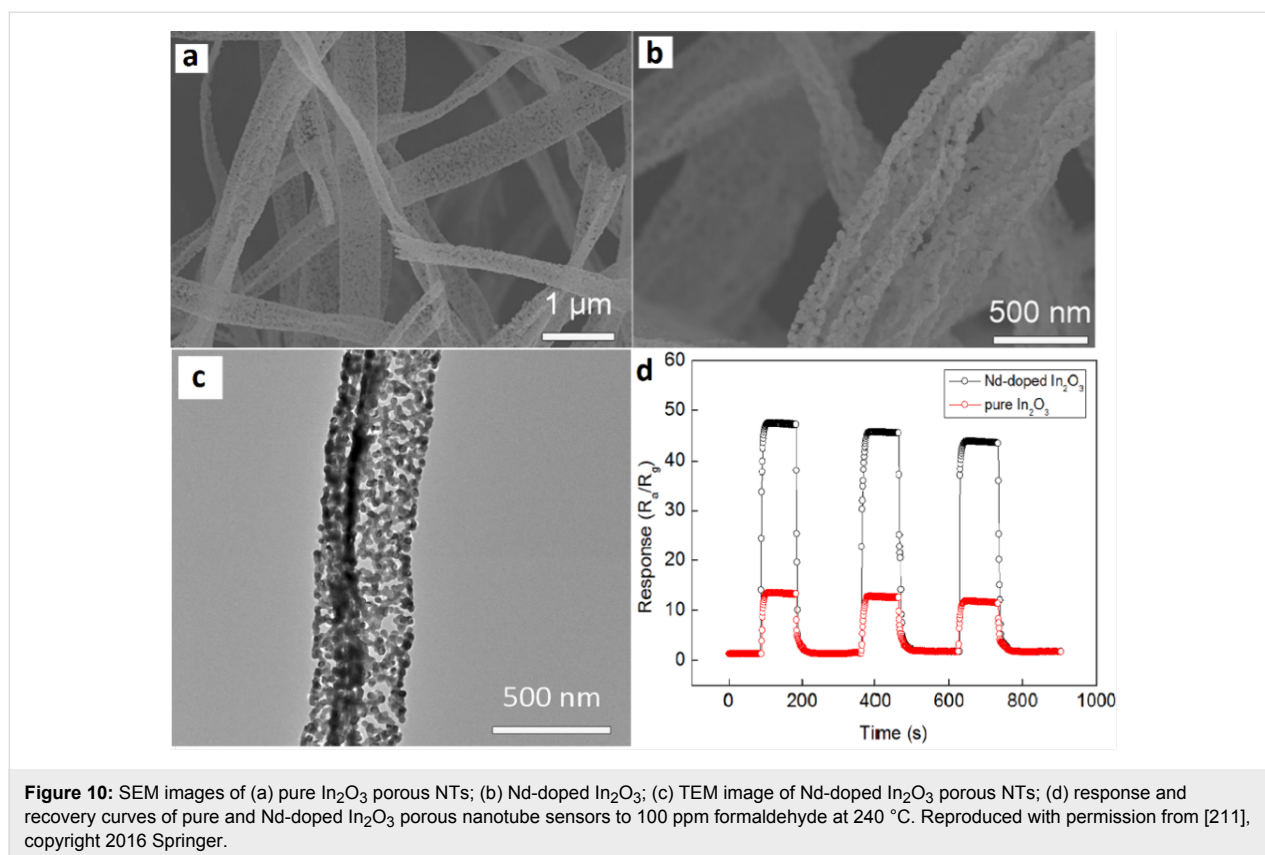 a
1 µm
b
500 nm
c
500 nm
d
60
50
40
30
20
10
0
Response (Rₐ/R_g)
Nd-doped In₂O₃
pure In₂O₃
0 200 400 600 800 1000
Time (s)
Figure 10: SEM images of (a) pure In₂O₃ porous NTs; (b) Nd-doped In₂O₃; (c) TEM image of Nd-doped In₂O₃ porous NTs; (d) response and
recovery curves of pure and Nd-doped In₂O₃ porous nanotube sensors to 100 ppm formaldehyde at 240 °C. Reproduced with permission from [211],
copyright 2016 Springer.